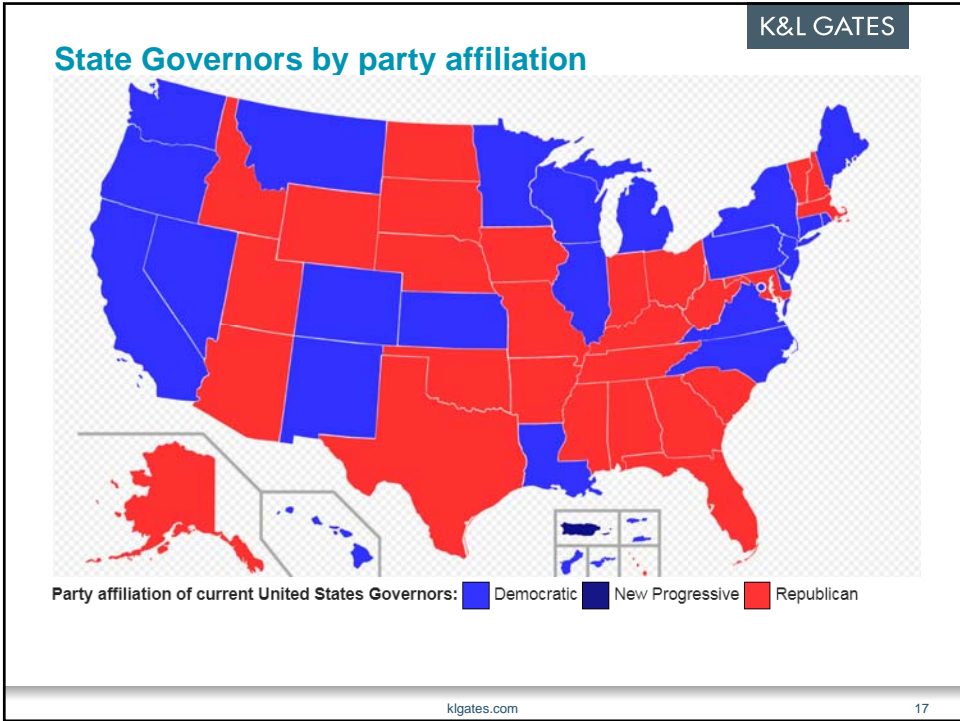 K&L GATES
State Governors by party affiliation
Party affiliation of current United States Governors: Democratic New Progressive Republican
klgates.com 17